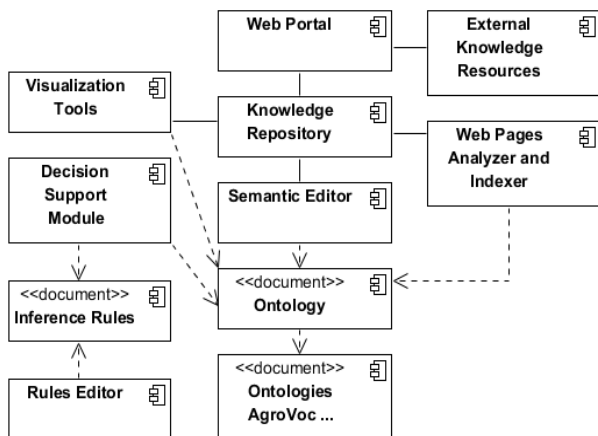 Web Portal
External
Knowledge
Resources
Visualization
Tools
Knowledge
Repository
Web Pages
Analyzer and
Indexer
Decision
Support
Module
Semantic Editor
<<document>>
Inference Rules
<<document>>
Ontology
Rules Editor
<<document>>
Ontologies
AgroVoc ...